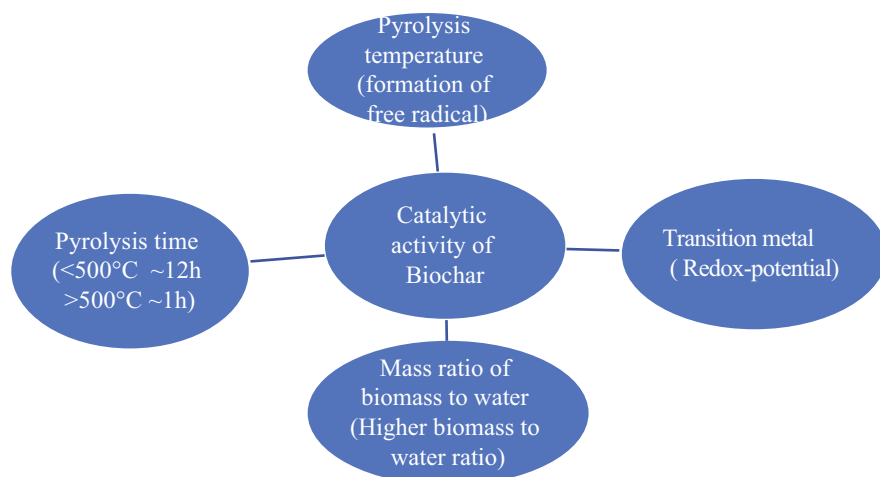 Pyrolysis
temperature
(formation of
free radical)
Catalytic
activity of
Biochar
Pyrolysis time
(<500°C ~12h
>500°C ~1h)
Transition metal
( Redox-potential)
Mass ratio of
biomass to water
(Higher biomass to
water ratio)